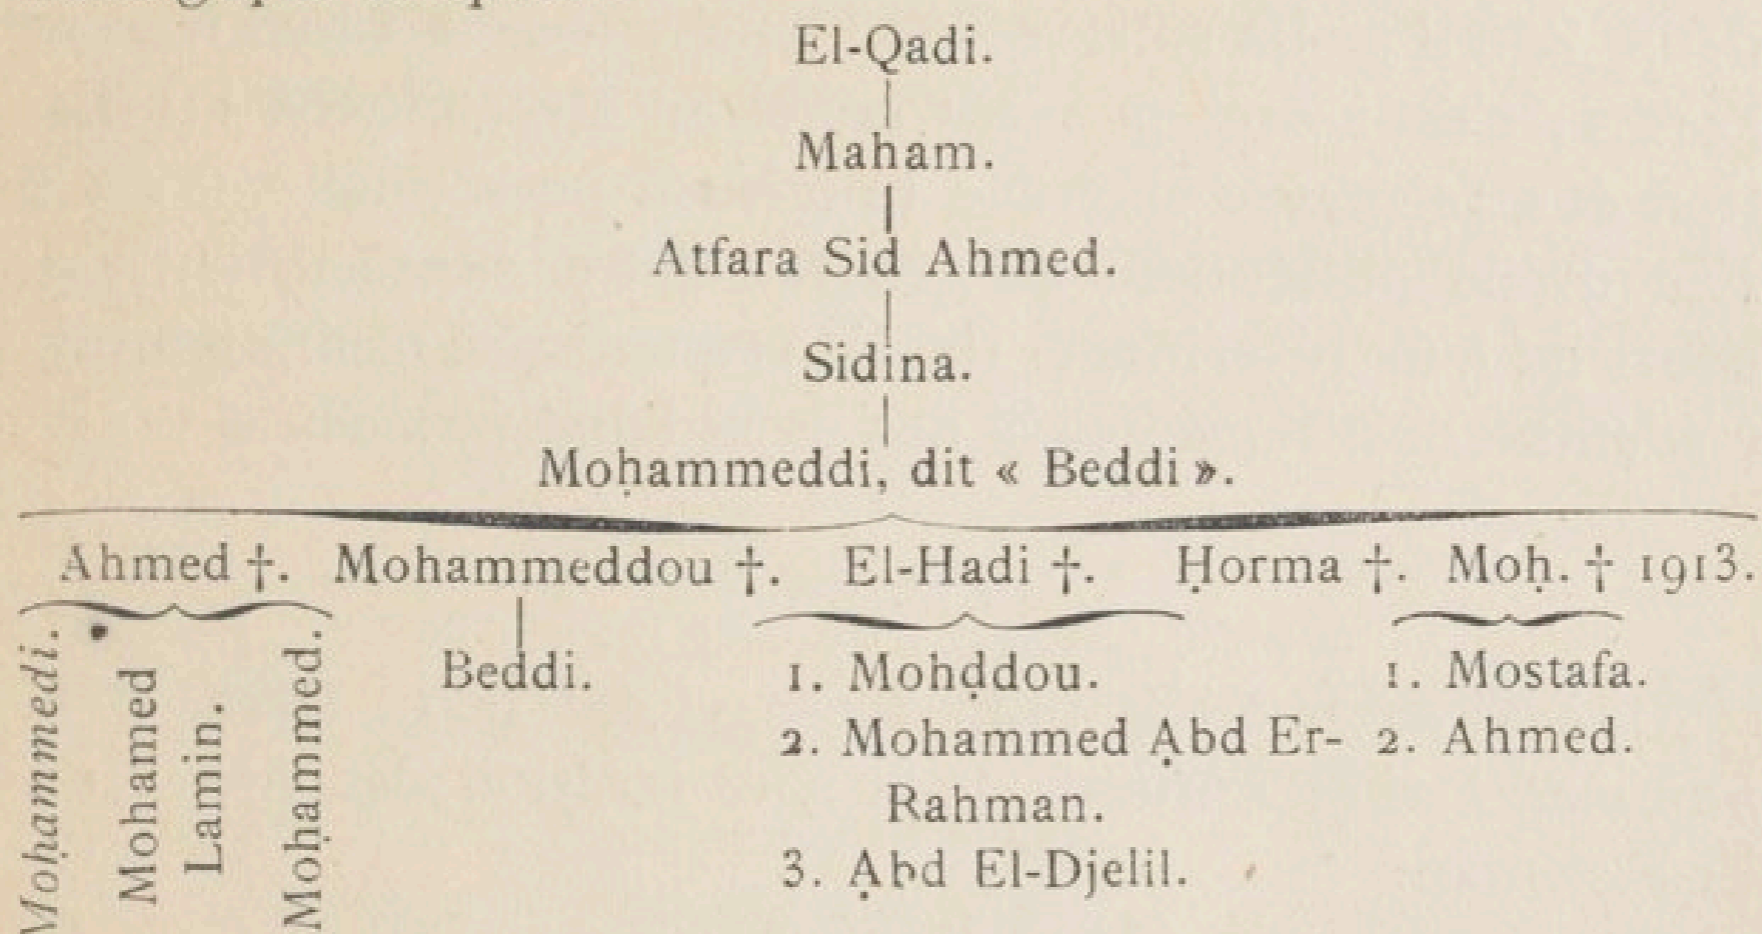 El-Qadi.
Maham.
Atfara Sid Ahmed.
Sidina.
Moḥammeddi, dit « Beddi ».
Ahmed †. Mohammeddou †. El-Hadi †. Ḥorma †. Moḥ. † 1913.
Moḥammedi.
Mohamed
Lamin.
Moḥammed.
Beddi.
1. Mohḍdou.
2. Mohammed Ạbd Er-
Rahman.
3. Ạbd El-Djelil.
1. Mostafa.
2. Ahmed.